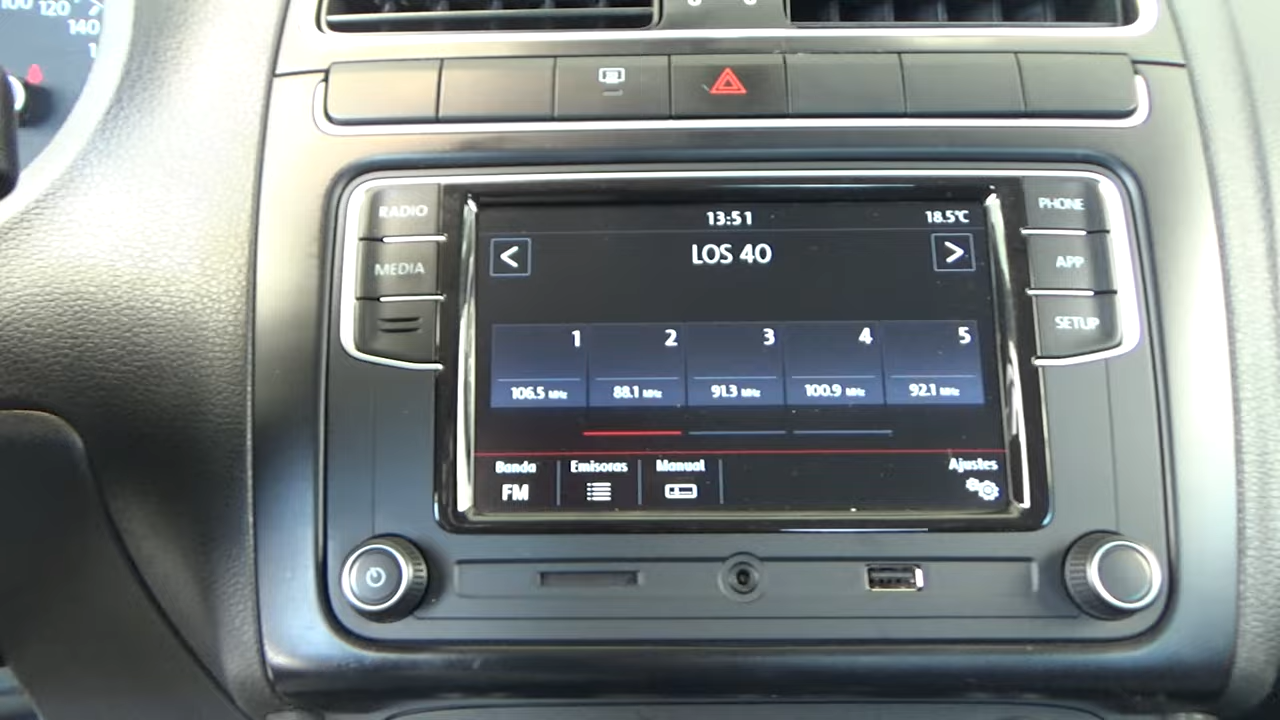 100 120
140
1
RADIO
MEDIA
PHONE
APP
SETUP
13:51 18.5°C
< LOS 40 >
1 2 3 4 5
106.5 MHz 88.1 MHz 91.3 MHz 100.9 MHz 92.1 MHz
Banda Emisoras Manual Ajustes
FM